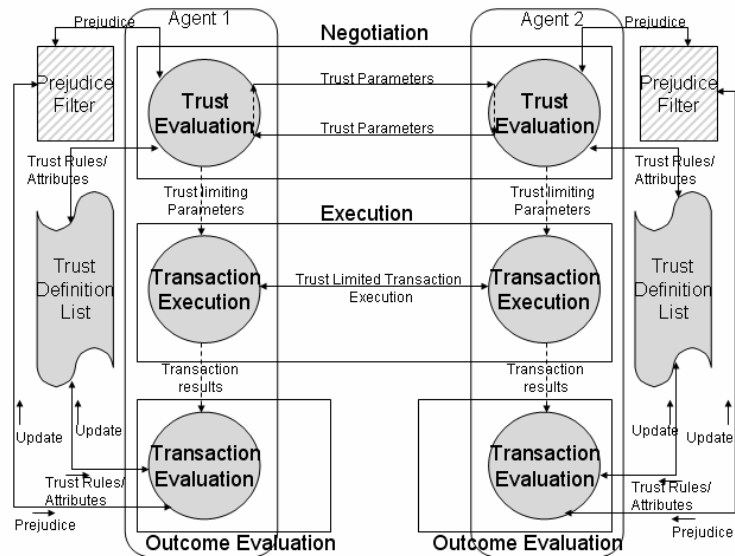 Agent 1
Agent 2
Prejudice
Negotiation
Prejudice
Prejudice
Filter
Trust
Evaluation
Trust Parameters
Trust Parameters
Trust
Evaluation
Prejudice
Filter
Trust Rules/
Attributes
Trust limiting
Parameters
Trust limiting
Parameters
Trust Rules/
Attributes
Execution
Trust
Definition
List
Transaction
Execution
Trust Limited Transaction
Execution
Transaction
Execution
Trust
Definition
List
Transaction
results
Transaction
results
Update
Update
Update
Update
Transaction
Evaluation
Transaction
Evaluation
Trust Rules/
Attributes
Trust Rules/
Attributes
Prejudice
Prejudice
Outcome Evaluation
Outcome Evaluation